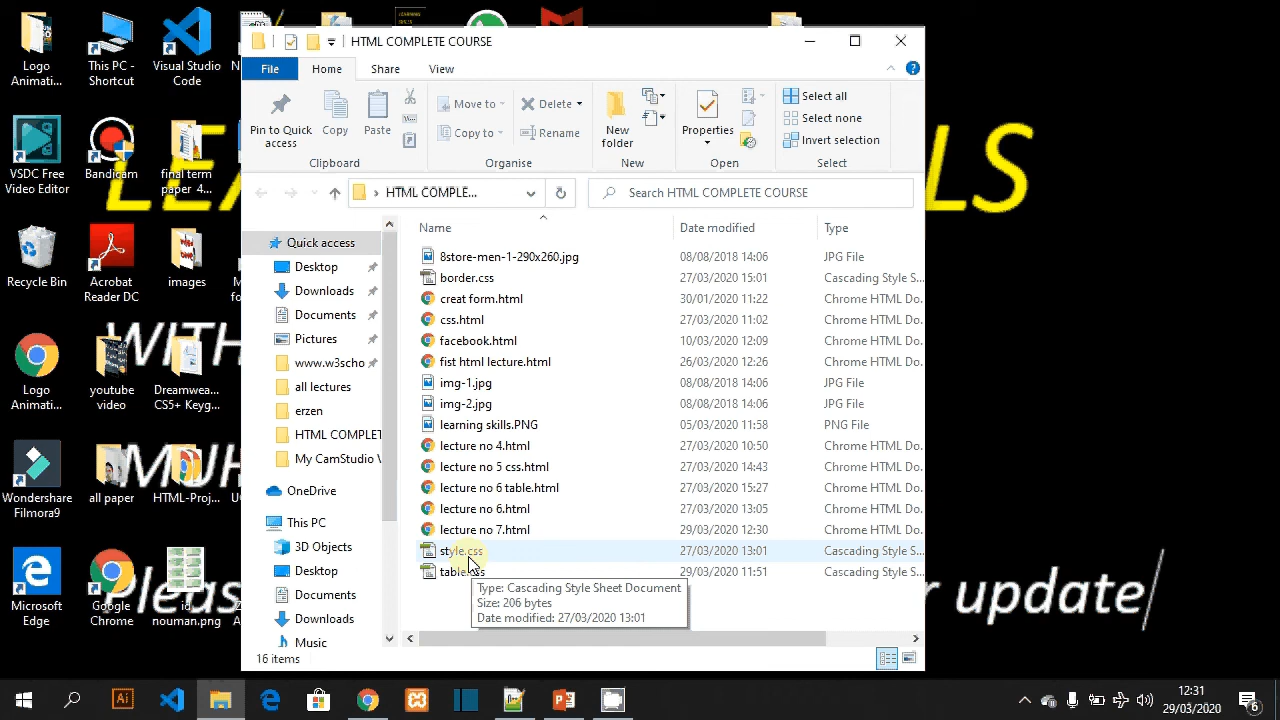 HTML COMPLETE COURSE
File
Home
Share
View
Pin to Quick access
Copy
Paste
Move to
Copy to
Delete
Rename
New folder
Properties
Select all
Select none
Invert selection
Clipboard
Organise
New
Open
Select
HTML COMPLE...
Search HTML COMPLETE COURSE
Quick access
Desktop
Downloads
Documents
Pictures
www.w3scho
all lectures
erzen
HTML COMPLET
My CamStudio V
OneDrive
This PC
3D Objects
Desktop
Documents
Downloads
Music
Name
Date modified
Type
8store-men-1-290x260.jpg 08/08/2018 14:06 JPG File
border.css 27/03/2020 15:01 Cascading Style S...
creat form.html 30/01/2020 11:22 Chrome HTML Do.
css.html 27/03/2020 11:02 Chrome HTML Do.
facebook.html 10/03/2020 12:09 Chrome HTML Do.
fist html lecture.html 26/03/2020 12:26 Chrome HTML Do.
img-1.jpg 08/08/2018 14:06 JPG File
img-2.jpg 08/08/2018 14:06 JPG File
learning skills.PNG 05/03/2020 11:58 PNG File
lecture no 4.html 27/03/2020 10:50 Chrome HTML Do.
lecture no 5 css.html 27/03/2020 14:43 Chrome HTML Do.
lecture no 6 table.html 27/03/2020 15:27 Chrome HTML Do.
lecture no 6.html 27/03/2020 13:05 Chrome HTML Do.
lecture no 7.html 29/03/2020 12:30 Chrome HTML Do.
style.css 27/03/2020 13:01 Cascading Style S...
table.css 29/03/2020 11:51 Cascading Style S...
Type: Cascading Style Sheet Document
Size: 206 bytes
Date modified: 27/03/2020 13:01
16 items
Logo Animati...
This PC - Shortcut
Visual Studio Code
VSDC Free Video Editor
Bandicam
final term paper 4...
Recycle Bin
Acrobat Reader DC
images
Logo Animati...
youtube video
Dreamwea... CS5+ Keyg...
Wondershare Filmora9
all paper
HTML-Proj...
Microsoft Edge
Google Chrome
id nouman.png
LS
WITH
update
12:31
29/03/2020
6